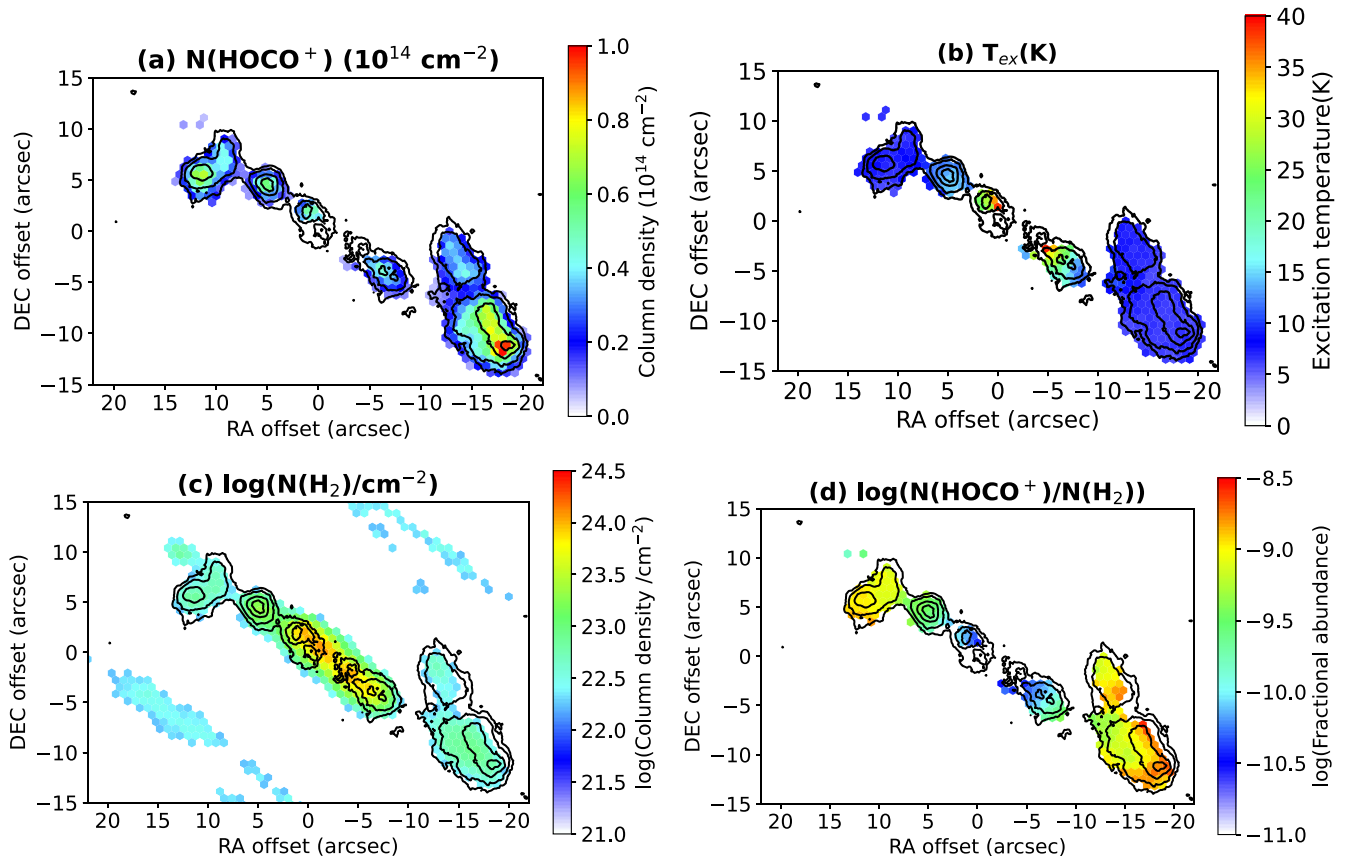 (a) N(HOCO⁺) (10¹⁴ cm⁻²)
15
10
5
0
−5
−10
−15
DEC offset (arcsec)
20 15 10 5 0 −5 −10 −15 −20
RA offset (arcsec)
1.0
0.8
0.6
0.4
0.2
0.0
Column density (10¹⁴ cm⁻²)
(b) Tₑₓ(K)
15
10
5
0
−5
−10
−15
DEC offset (arcsec)
20 15 10 5 0 −5 −10 −15 −20
RA offset (arcsec)
40
35
30
25
20
15
10
5
0
Excitation temperature(K)
(c) log(N(H₂)/cm⁻²)
15
10
5
0
−5
−10
−15
DEC offset (arcsec)
20 15 10 5 0 −5 −10 −15 −20
RA offset (arcsec)
24.5
24.0
23.5
23.0
22.5
22.0
21.5
21.0
log(Column density /cm⁻²)
(d) log(N(HOCO⁺)/N(H₂))
15
10
5
0
−5
−10
−15
DEC offset (arcsec)
20 15 10 5 0 −5 −10 −15 −20
RA offset (arcsec)
−8.5
−9.0
−9.5
−10.0
−10.5
−11.0
log(Fractional abundance)